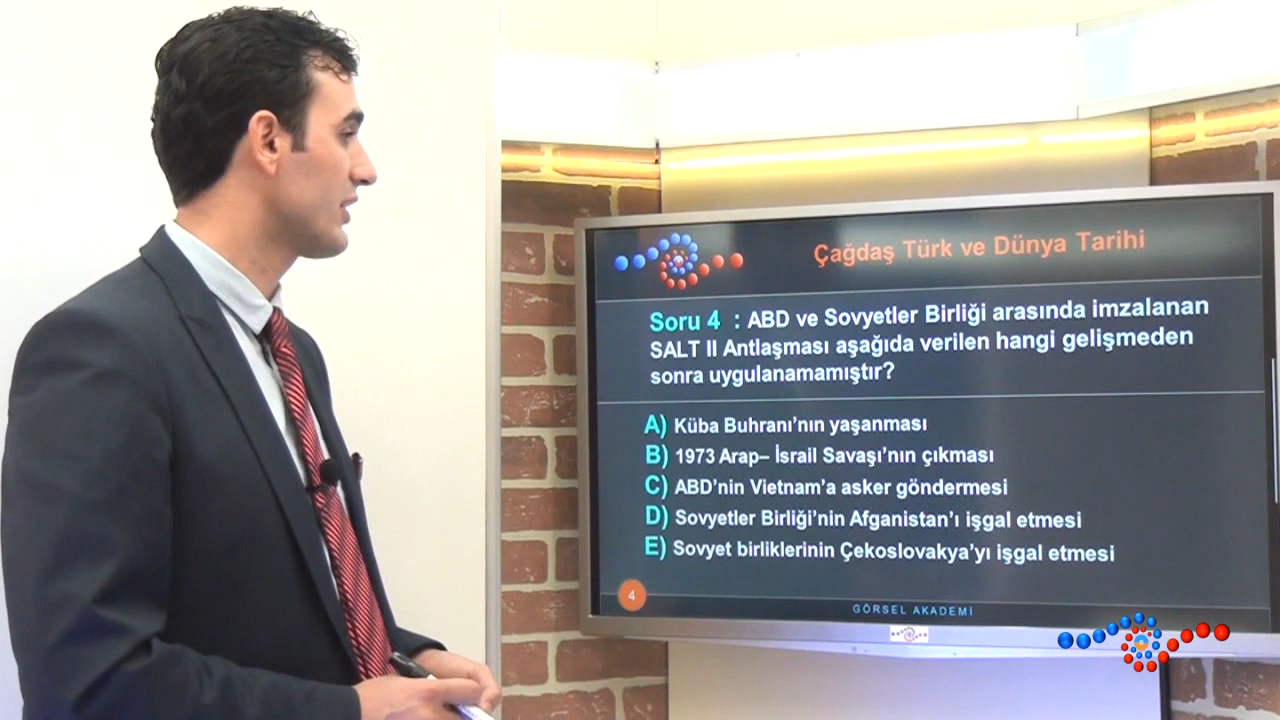 Çağdaş Türk ve Dünya Tarihi
Soru 4 : ABD ve Sovyetler Birliği arasında imzalanan
SALT II Antlaşması aşağıda verilen hangi gelişmeden
sonra uygulanamamıştır?
A) Küba Buhranı’nın yaşanması
B) 1973 Arap– İsrail Savaşı’nın çıkması
C) ABD’nin Vietnam’a asker göndermesi
D) Sovyetler Birliği’nin Afganistan’ı işgal etmesi
E) Sovyet birliklerinin Çekoslovakya’yı işgal etmesi
4
GÖRSEL AKADEMİ